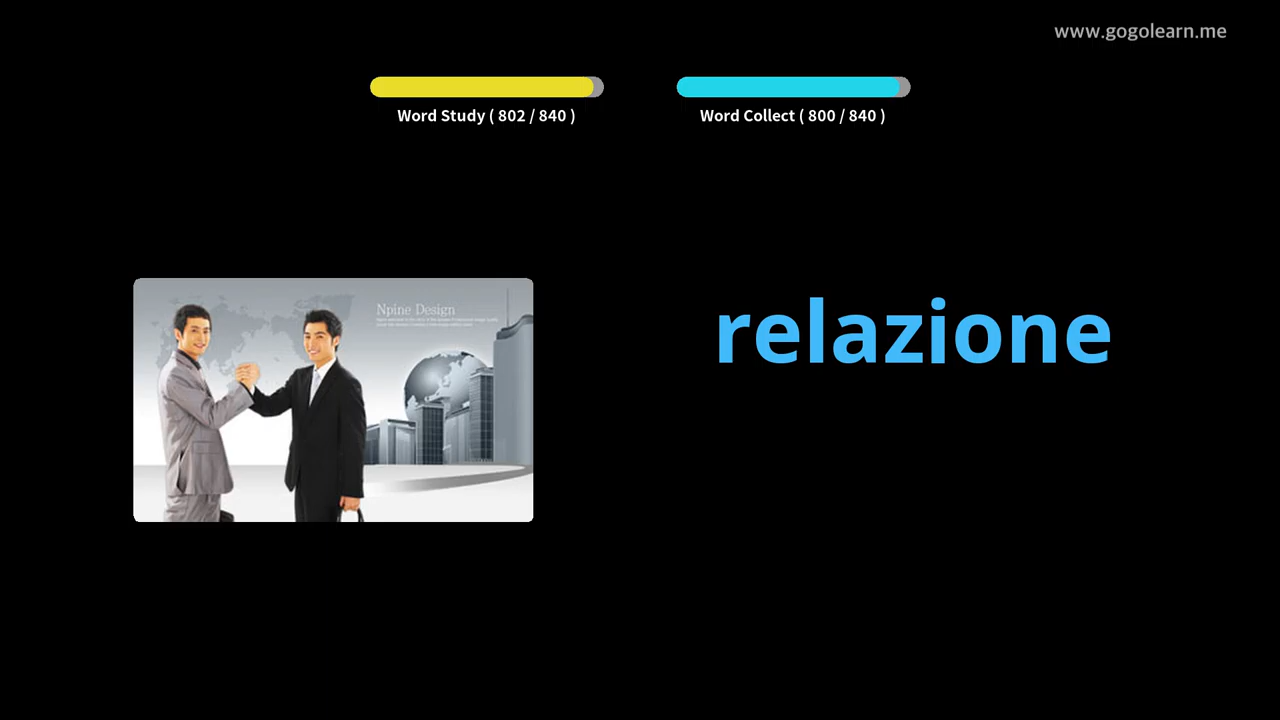 www.gogolearn.me
Word Study ( 802 / 840 )
Word Collect ( 800 / 840 )
Npine Design
relazione